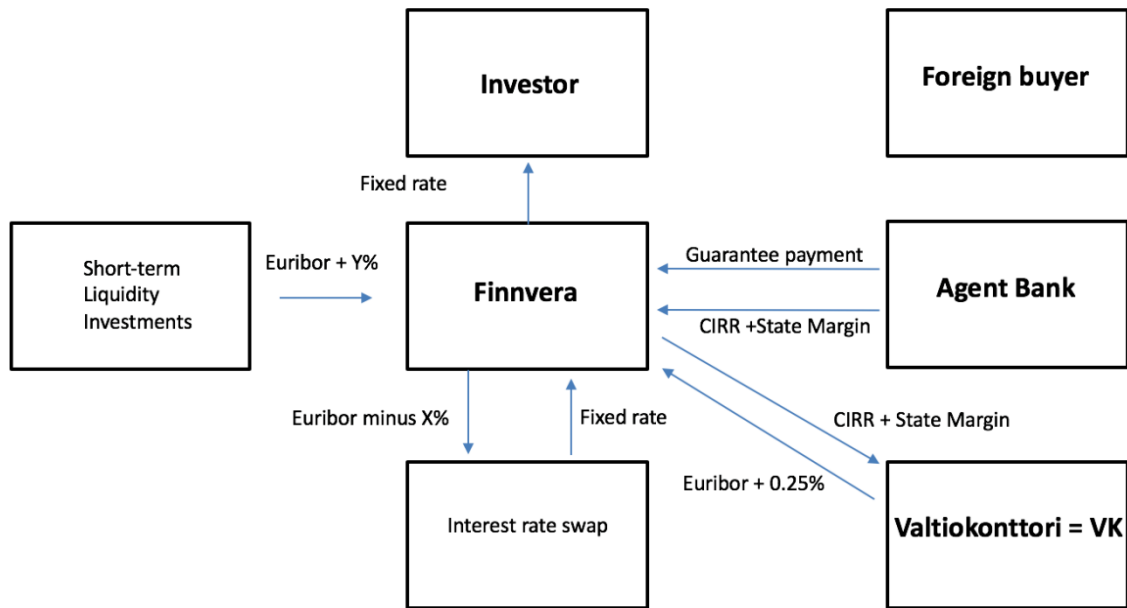 Investor
Foreign buyer
Fixed rate
Short-term
Liquidity
Investments
Euribor + Y%
Finnvera
Guarantee payment
CIRR +State Margin
Agent Bank
Euribor minus X%
Fixed rate
CIRR + State Margin
Euribor + 0.25%
Interest rate swap
Valtiokonttori = VK